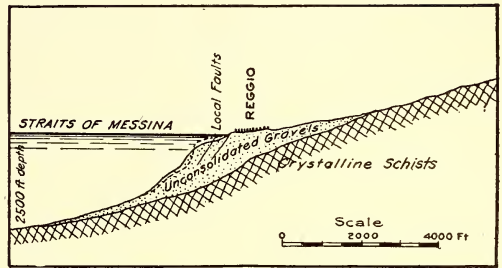 STRAITS OF MESSINA
Local Faults
REGGIO
2500 ft depth
Unconsolidated Gravels
Crystalline Schists
Scale
0 2000 4000 Ft